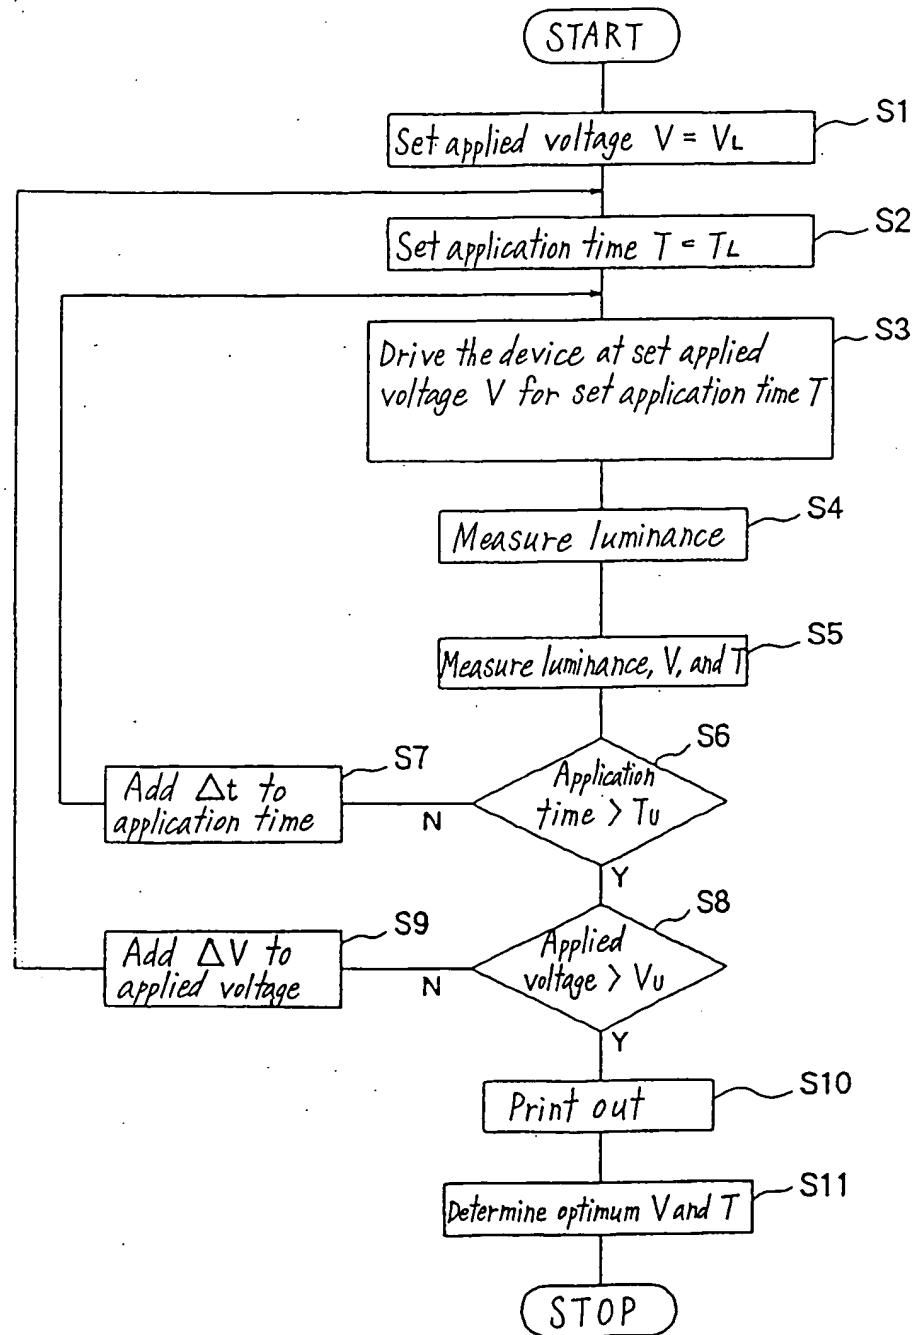 START
S1
Set applied voltage V = VL
S2
Set application time T = TL
S3
Drive the device at set applied
voltage V for set application time T
S4
Measure luminance
S5
Measure luminance, V, and T
S6
Application
time > TU
N
Y
S7
Add Δt to
application time
S8
Applied
voltage > VU
N
Y
S9
Add ΔV to
applied voltage
S10
Print out
S11
Determine optimum V and T
STOP